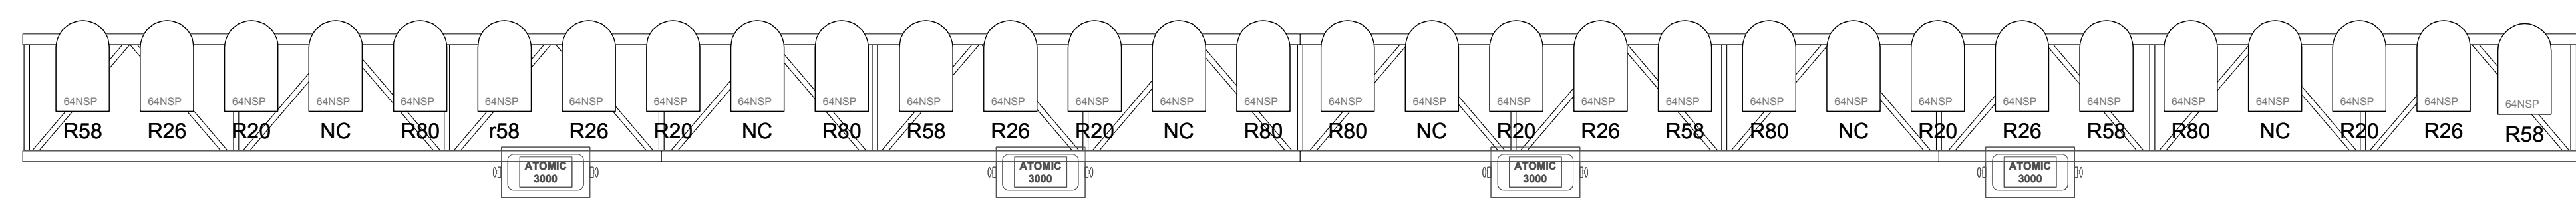 64NSP 64NSP 64NSP 64NSP 64NSP 64NSP 64NSP 64NSP 64NSP 64NSP 64NSP 64NSP 64NSP 64NSP 64NSP 64NSP 64NSP 64NSP 64NSP 64NSP 64NSP 64NSP 64NSP 64NSP 64NSP 64NSP 64NSP 64NSP 64NSP 64NSP
R58 R26 R20 NC R80 r58 R26 R20 NC R80 R58 R26 R20 NC R80 R80 NC R20 R26 R58 R80 NC R20 R26 R58 R80 NC R20 R26 R58
ATOMIC ATOMIC ATOMIC ATOMIC
3000 3000 3000 3000